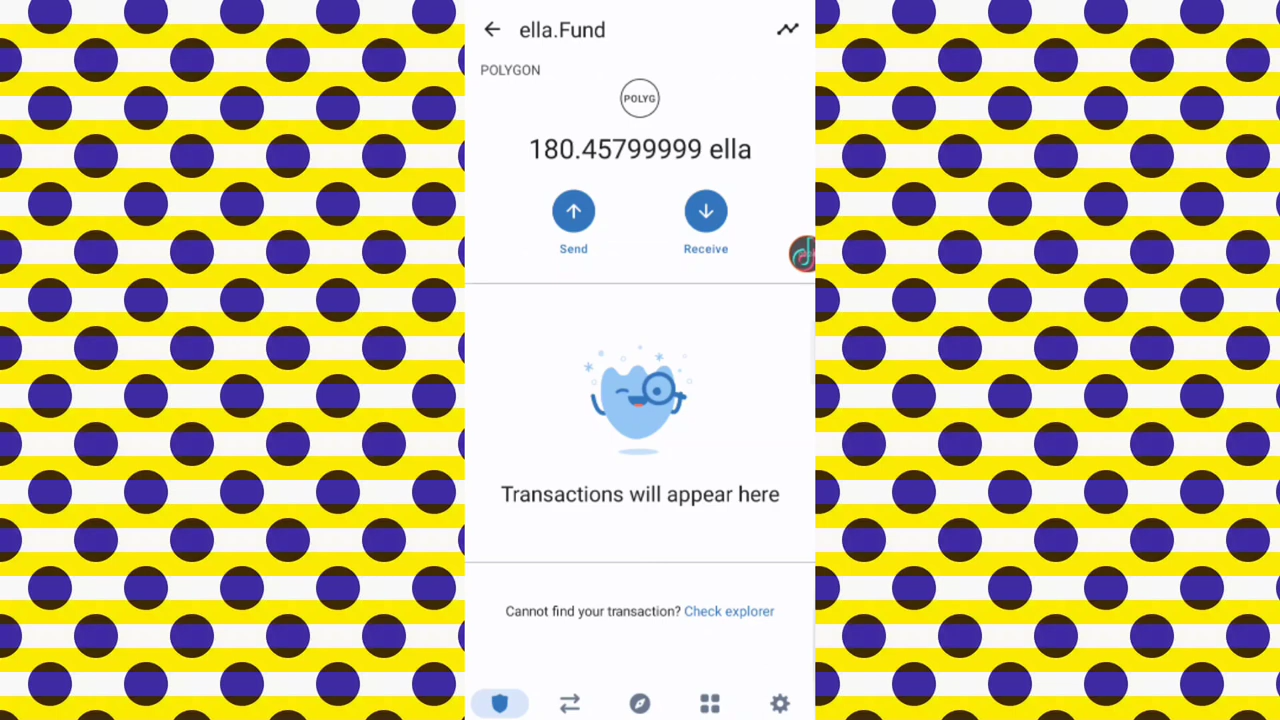 ella.Fund
POLYGON
POLYG
180.45799999 ella
Send
Receive
Transactions will appear here
Cannot find your transaction? Check explorer